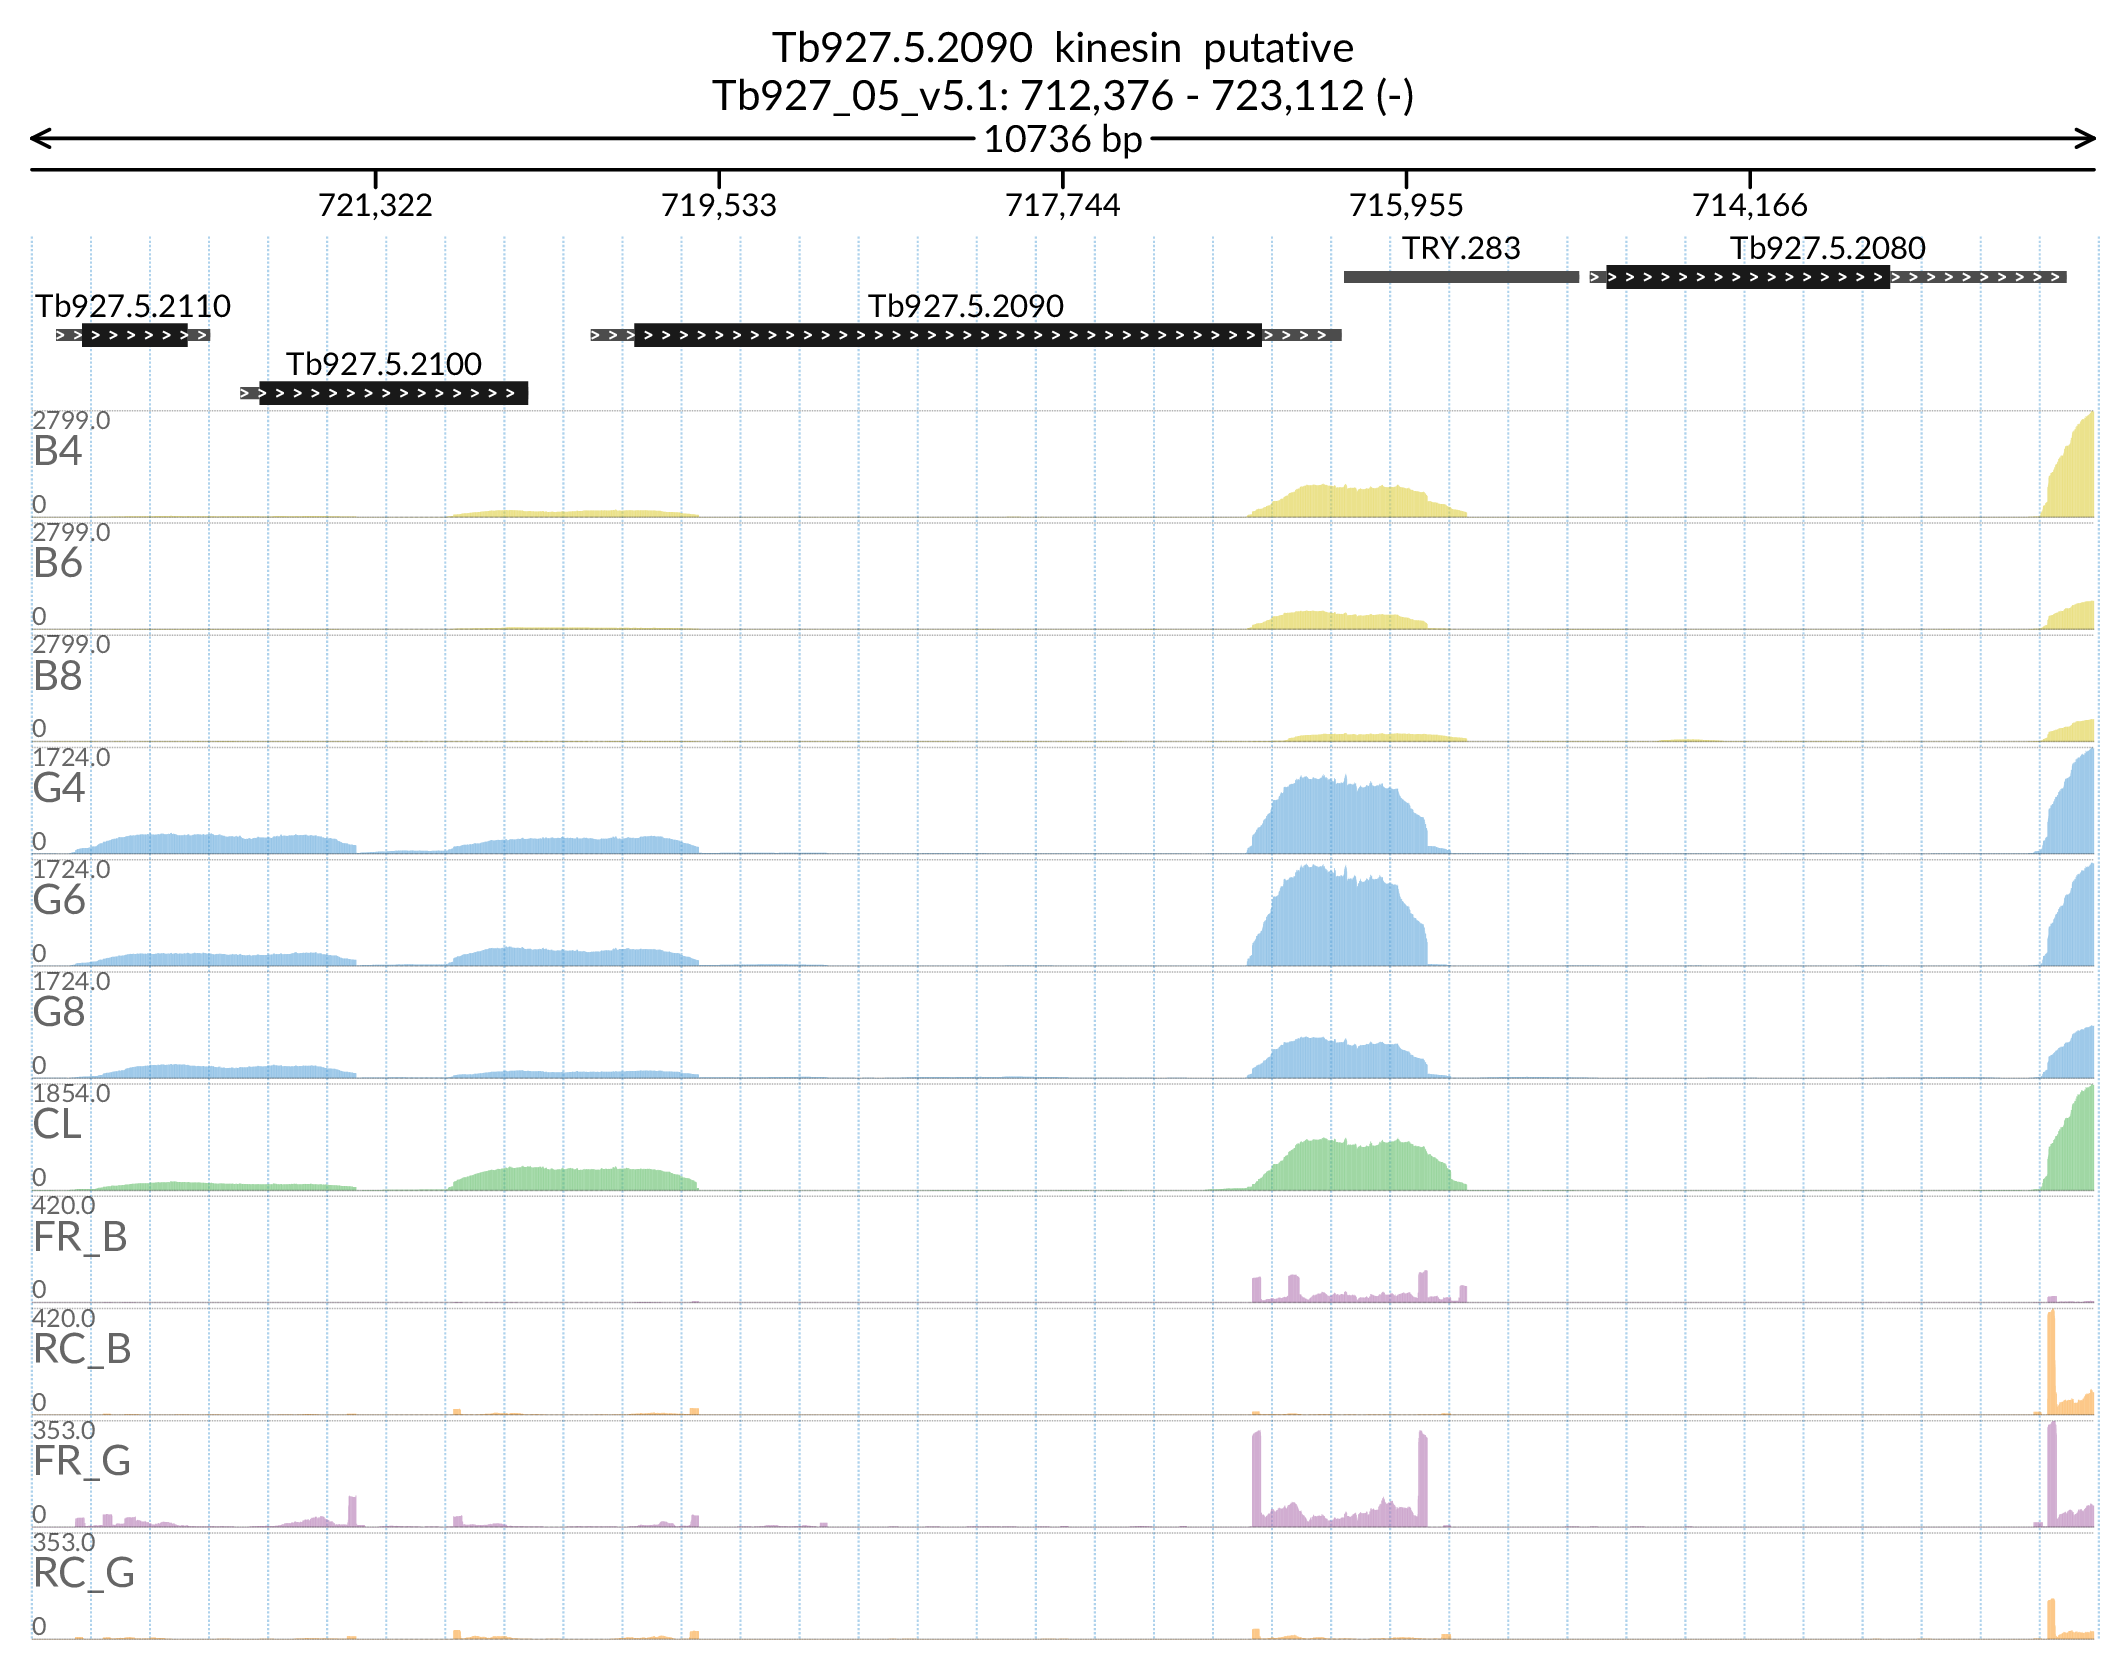 Tb927.5.2090 kinesin putative
Tb927_05_v5.1: 712,376 - 723,112 (-)
10736 bp
721,322 719,533 717,744 715,955 714,166
TRY.283 Tb927.5.2080
Tb927.5.2110 Tb927.5.2090
Tb927.5.2100
2799.0
B4
0
2799.0
B6
0
2799.0
B8
0
1724.0
G4
0
1724.0
G6
0
1724.0
G8
0
1854.0
CL
0
420.0
FR_B
0
420.0
RC_B
0
353.0
FR_G
0
353.0
RC_G
0